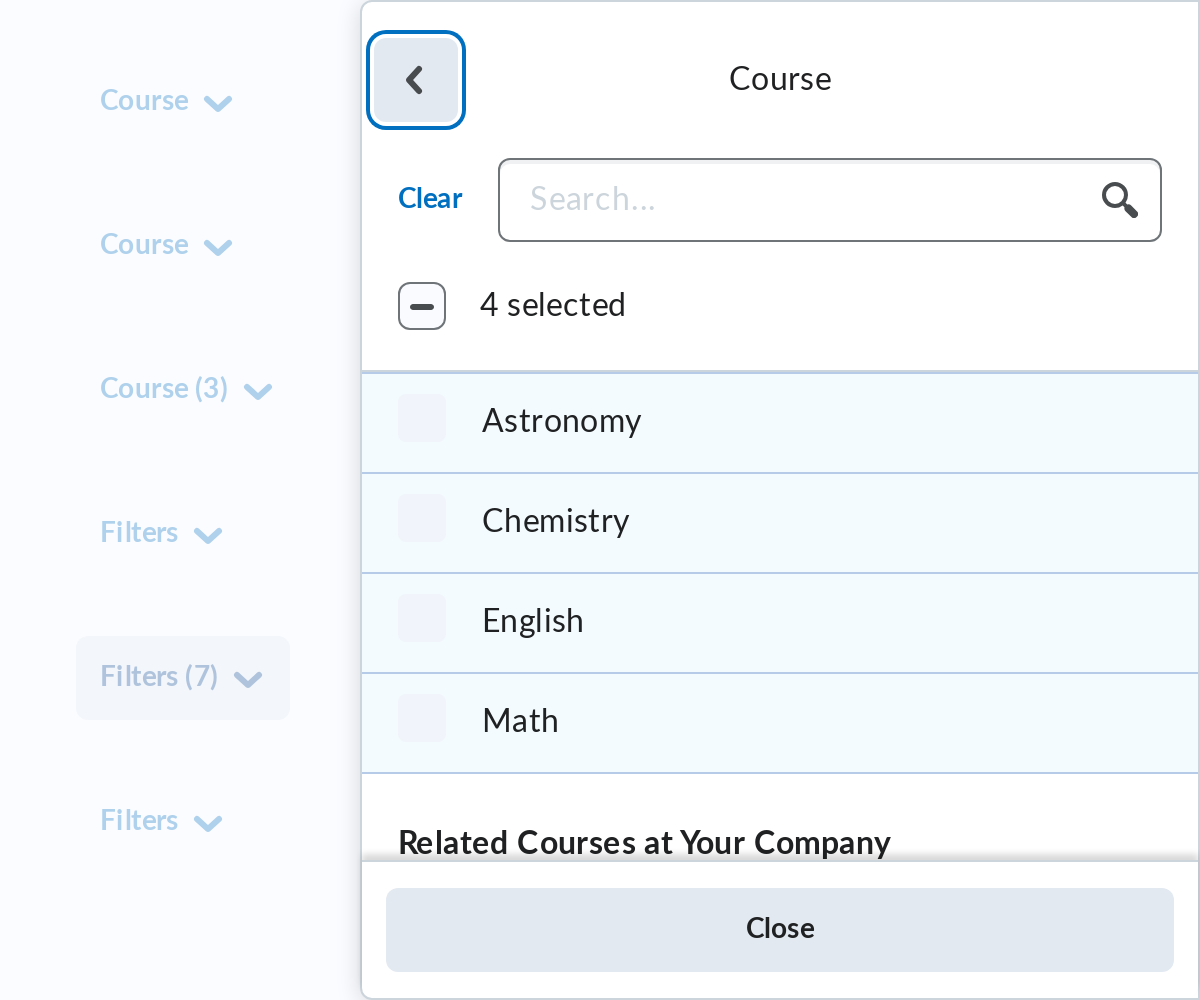 Course
Course
Course (3)
Filters
Filters (7)
Filters
Course
Clear
Search...
4 selected
Astronomy
Chemistry
English
Math
Related Courses at Your Company
Close